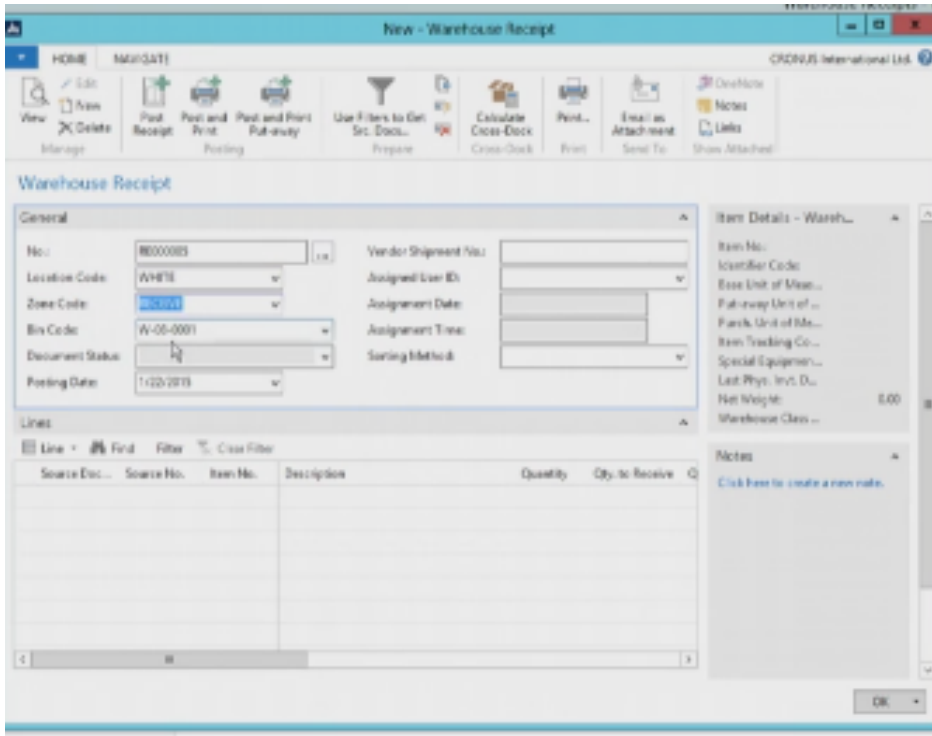 Warehouse Receipts -
New - Warehouse Receipt
HOME NAVIGATE CRONUS International Ltd.
View Edit New Delete
Post Receipt Post and Print Post and Print Put-away
Use Filters to Get Src. Docs...
Calculate Cross-Dock
Print...
Email as Attachment
OneNote Notes Links
Manage Posting Prepare Cross-Dock Print Send To Show Attached
Warehouse Receipt
General
No.: RE000005
Location Code: WHITE
Zone Code: RECEIVE
Bin Code: W-08-0001
Document Status:
Posting Date: 1/22/2015
Vendor Shipment No.:
Assigned User ID:
Assignment Date:
Assignment Time:
Sorting Method:
Lines
Line Find Filter Clear Filter
Source Doc... Source No. Item No. Description Quantity Qty. to Receive Q
Item Details - Wareh...
Item No.:
Identifier Code:
Base Unit of Meas...
Put-away Unit of ...
Purch. Unit of Me...
Item Tracking Co...
Special Equipmen...
Last Phys. Invt. D...
Net Weight: 0.00
Warehouse Class ...
Notes
Click here to create a new note.
OK